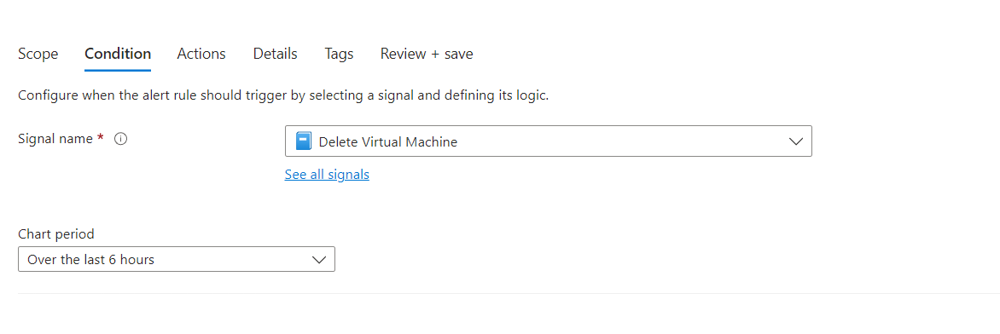 Scope Condition Actions Details Tags Review + save
Configure when the alert rule should trigger by selecting a signal and defining its logic.
Signal name * Delete Virtual Machine
See all signals
Chart period
Over the last 6 hours